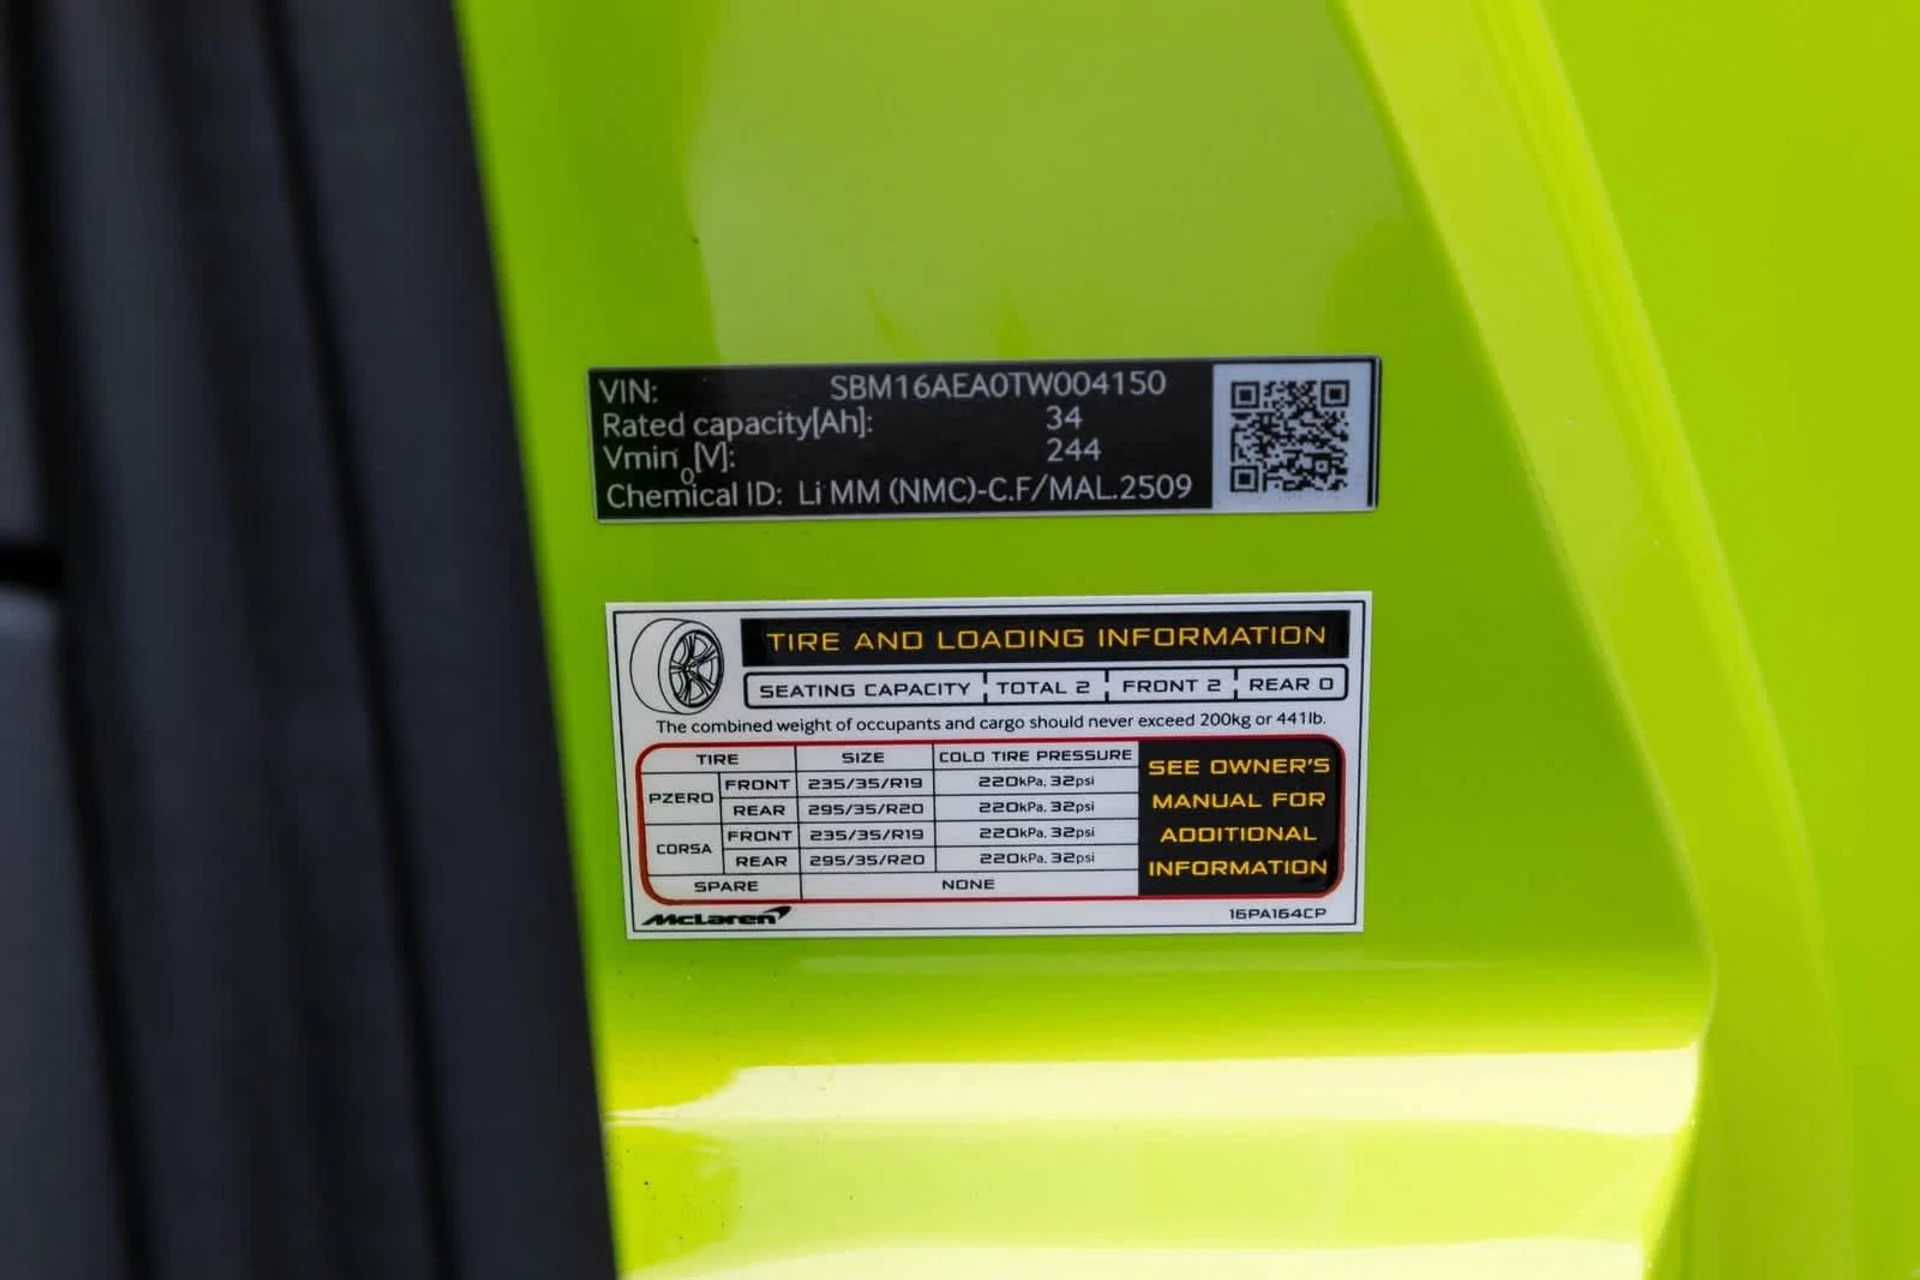 VIN: SBM16AEA0TW004150
Rated capacity[Ah]: 34
Vmin0[V]: 244
Chemical ID: Li MM (NMC)-C.F/MAL.2509
TIRE AND LOADING INFORMATION
SEATING CAPACITY TOTAL 2 FRONT 2 REAR 0
The combined weight of occupants and cargo should never exceed 200kg or 441lb.
TIRE SIZE COLD TIRE PRESSURE
PZERO FRONT 235/35/R19 220kPa, 32psi
REAR 295/35/R20 220kPa, 32psi
CORSA FRONT 235/35/R19 220kPa, 32psi
REAR 295/35/R20 220kPa, 32psi
SPARE NONE
SEE OWNER'S
MANUAL FOR
ADDITIONAL
INFORMATION
McLaren 16PA164CP